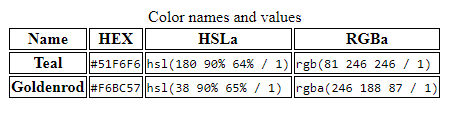 Color names and values
Name HEX HSLa RGBa
Teal #51F6F6 hsl(180 90% 64% / 1) rgb(81 246 246 / 1)
Goldenrod #F6BC57 hsl(38 90% 65% / 1) rgba(246 188 87 / 1)